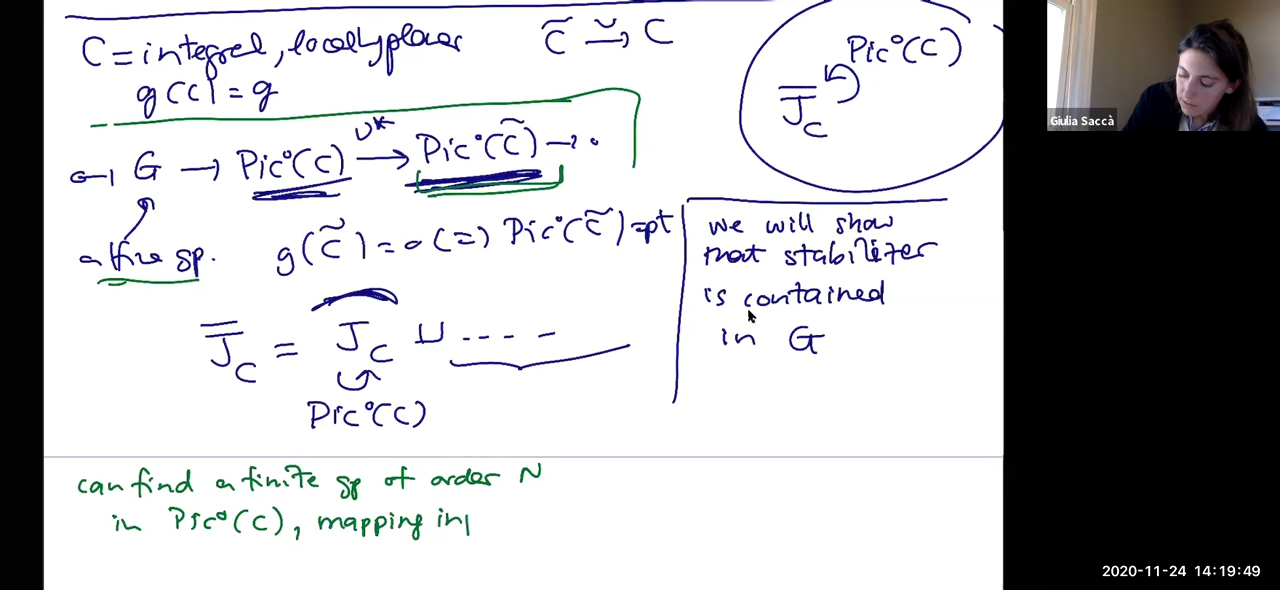 C = integral, locally planar
C̃ →ν C
g(C) = g
0→ G → Pic°(C) →ν* Pic°(C̃) → 0
affine gp.
g(C̃) = 0 (=) Pic°(C̃) = pt
J̅_C = J_C ⊔ ----
Pic°(C)
Pic°(C)
J̅_C
we will show
that stabilizer
is contained
in G
can find a finite gp of order N
in Pic°(C), mapping inj
Giulia Saccà
2020-11-24 14:19:49